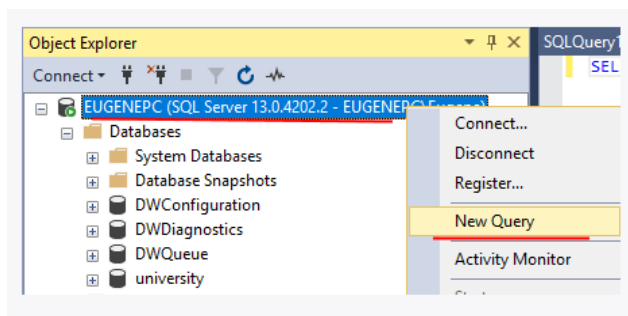 Object Explorer
SQLQuery1
Connect
SEL
EUGENEPC (SQL Server 13.0.4202.2 - EUGENEPC\Eugene)
Connect...
Databases
Disconnect
System Databases
Register...
Database Snapshots
DWConfiguration
New Query
DWDiagnostics
DWQueue
Activity Monitor
university